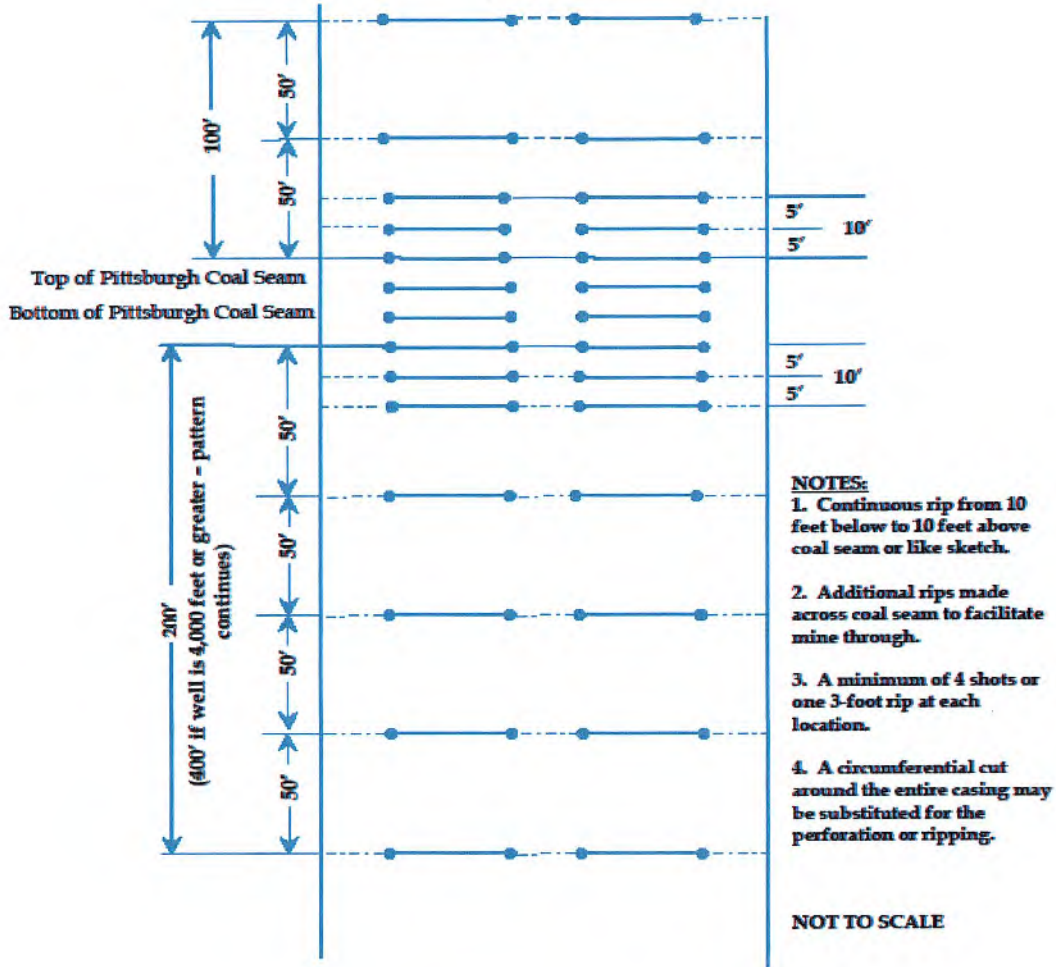 50'
100'
50'
5'
10'
5'
Top of Pittsburgh Coal Seam
Bottom of Pittsburgh Coal Seam
5'
10'
5'
50'
200'
(400' if well is 4,000 feet or greater - pattern
continues)
50'
50'
50'
NOTES:
1. Continuous rip from 10
feet below to 10 feet above
coal seam or like sketch.
2. Additional rips made
across coal seam to facilitate
mine through.
3. A minimum of 4 shots or
one 3-foot rip at each
location.
4. A circumferential cut
around the entire casing may
be substituted for the
perforation or ripping.
NOT TO SCALE